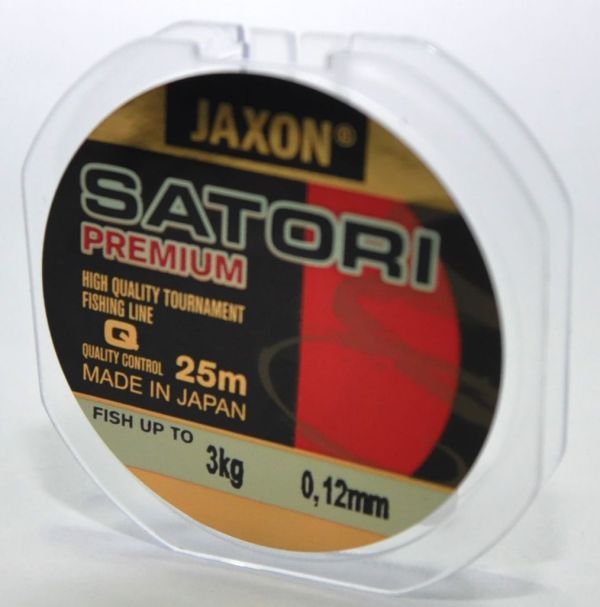 JAXON®
SATORI
PREMIUM
HIGH QUALITY TOURNAMENT
FISHING LINE
Q
QUALITY CONTROL 25m
MADE IN JAPAN
FISH UP TO 3kg 0,12mm